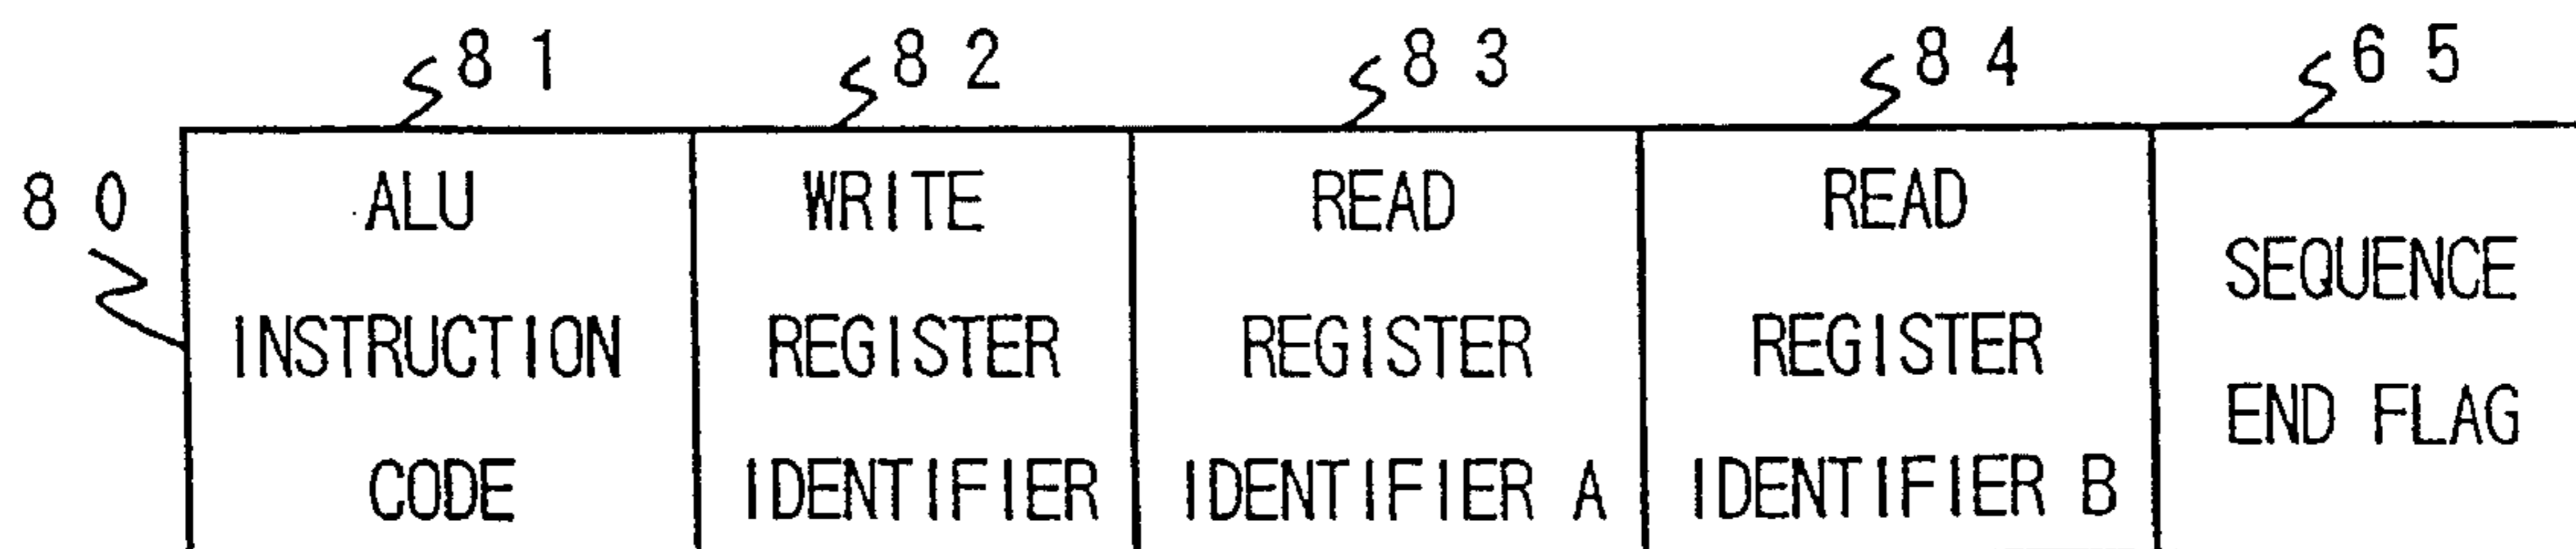 81 82 83 84 65
80
ALU
INSTRUCTION
CODE
WRITE
REGISTER
IDENTIFIER
READ
REGISTER
IDENTIFIER A
READ
REGISTER
IDENTIFIER B
SEQUENCE
END FLAG